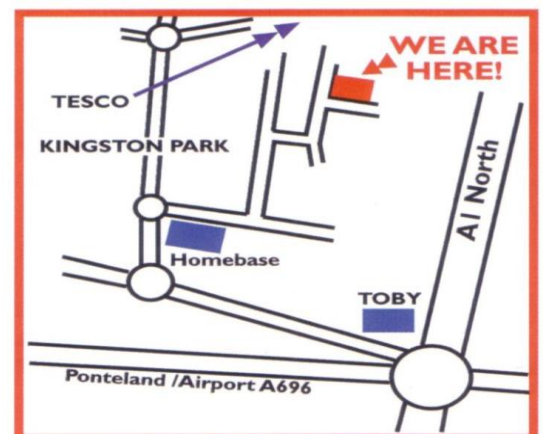 WE ARE
HERE!
TESCO
KINGSTON PARK
A1 North
Homebase
TOBY
Ponteland /Airport A696